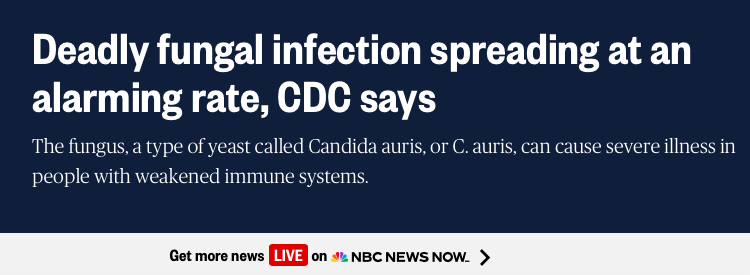 Deadly fungal infection spreading at an
alarming rate, CDC says
The fungus, a type of yeast called Candida auris, or C. auris, can cause severe illness in
people with weakened immune systems.
Get more news LIVE on NBC NEWS NOW.